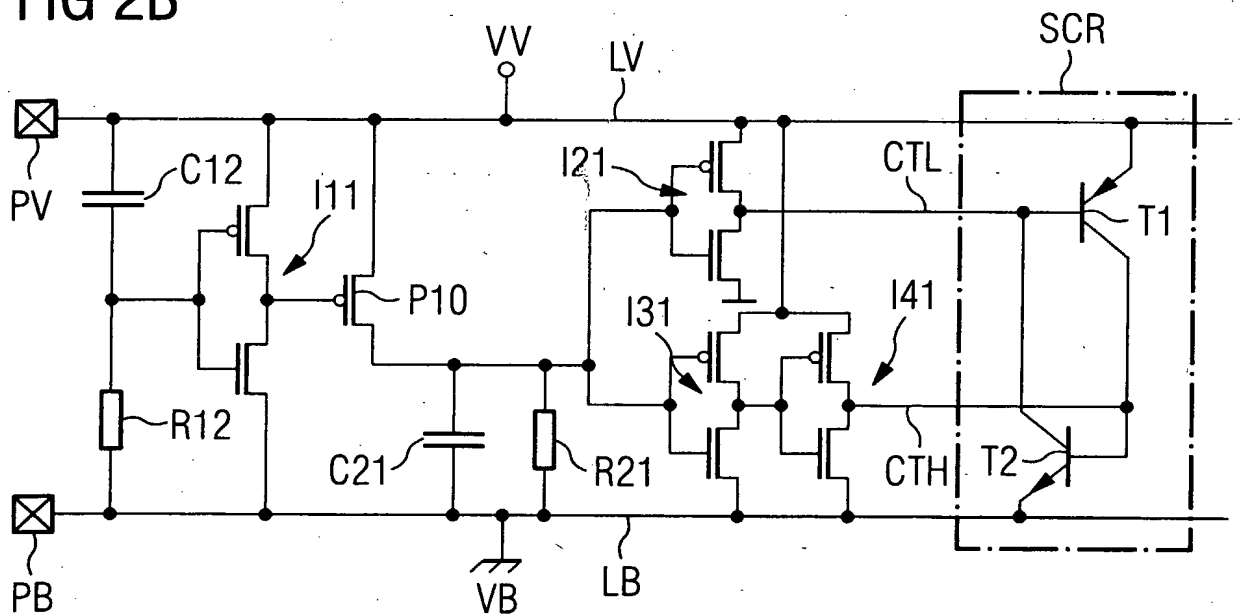 FIG 2B
SCR
VV
LV
PV
C12
I11
I21
CTL
T1
P10
I31
I41
R12
C21
R21
CTH
T2
PB
VB
LB